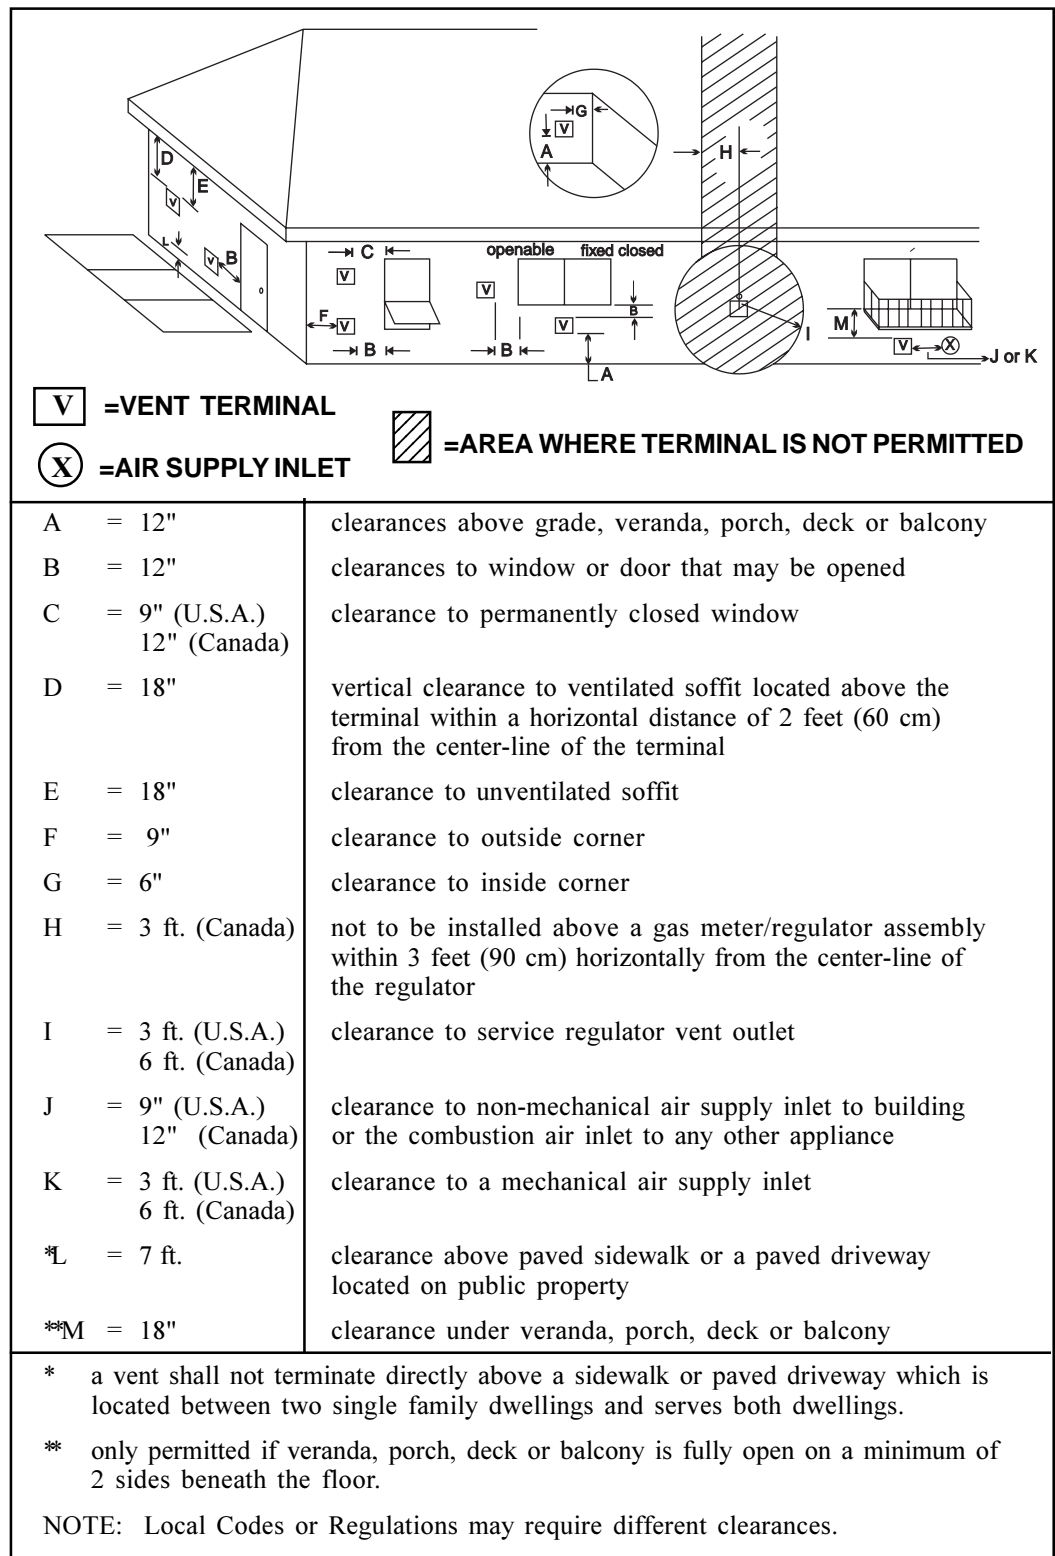 G
V
A
H
D
E
V
L
V
B
C
openable fixed closed
V
V
B
F
V
V
M
I
V
X
B
B
A
J or K
V =VENT TERMINAL
=AREA WHERE TERMINAL IS NOT PERMITTED
X =AIR SUPPLY INLET
A = 12" clearances above grade, veranda, porch, deck or balcony
B = 12" clearances to window or door that may be opened
C = 9" (U.S.A.) clearance to permanently closed window
12" (Canada)
D = 18" vertical clearance to ventilated soffit located above the
terminal within a horizontal distance of 2 feet (60 cm)
from the center-line of the terminal
E = 18" clearance to unventilated soffit
F = 9" clearance to outside corner
G = 6" clearance to inside corner
H = 3 ft. (Canada) not to be installed above a gas meter/regulator assembly
within 3 feet (90 cm) horizontally from the center-line of
the regulator
I = 3 ft. (U.S.A.) clearance to service regulator vent outlet
6 ft. (Canada)
J = 9" (U.S.A.) clearance to non-mechanical air supply inlet to building
12" (Canada) or the combustion air inlet to any other appliance
K = 3 ft. (U.S.A.) clearance to a mechanical air supply inlet
6 ft. (Canada)
*L = 7 ft. clearance above paved sidewalk or a paved driveway
located on public property
**M = 18" clearance under veranda, porch, deck or balcony
* a vent shall not terminate directly above a sidewalk or paved driveway which is
located between two single family dwellings and serves both dwellings.
** only permitted if veranda, porch, deck or balcony is fully open on a minimum of
2 sides beneath the floor.
NOTE: Local Codes or Regulations may require different clearances.